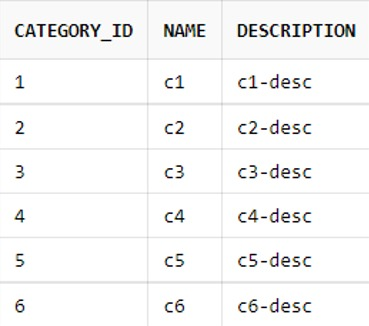 CATEGORY_ID NAME DESCRIPTION
1 c1 c1-desc
2 c2 c2-desc
3 c3 c3-desc
4 c4 c4-desc
5 c5 c5-desc
6 c6 c6-desc